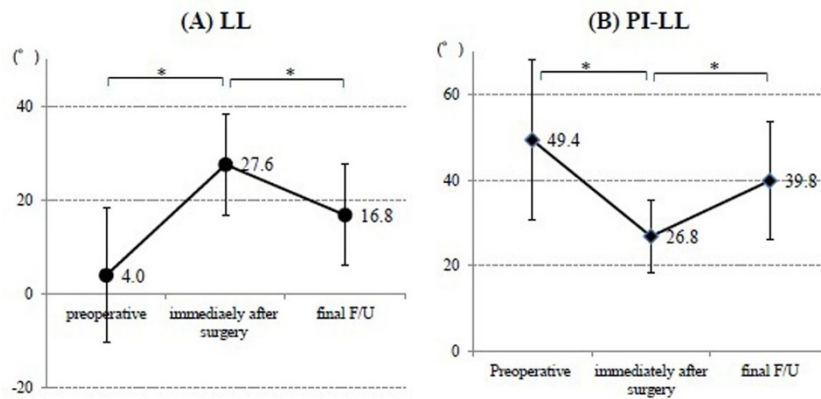 (A) LL
(°)
*
*
40
20
0
-20
27.6
16.8
4.0
preoperative
immediaely after
surgery
final F/U
(B) PI-LL
(°)
*
*
60
40
20
0
49.4
39.8
26.8
Preoperative
immediately after
surgery
final F/U